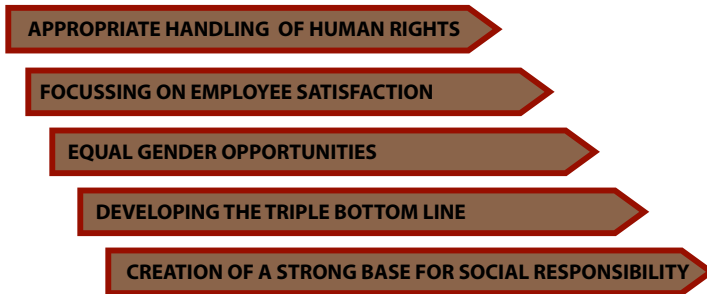 APPROPRIATE HANDLING OF HUMAN RIGHTS
FOCUSSING ON EMPLOYEE SATISFACTION
EQUAL GENDER OPPORTUNITIES
DEVELOPING THE TRIPLE BOTTOM LINE
CREATION OF A STRONG BASE FOR SOCIAL RESPONSIBILITY